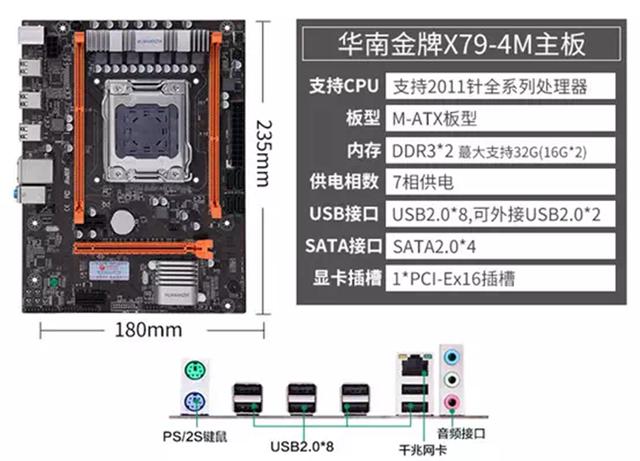 华南金牌X79-4M主板
支持CPU 支持2011针全系列处理器
板型 M-ATX板型
内存 DDR3*2 最大支持32G(16G*2)
供电相数 7相供电
USB接口 USB2.0*8,可外接USB2.0*2
SATA接口 SATA2.0*4
显卡插槽 1*PCI-Ex16插槽
235mm
180mm
PS/2S键鼠
USB2.0*8
千兆网卡
音频接口